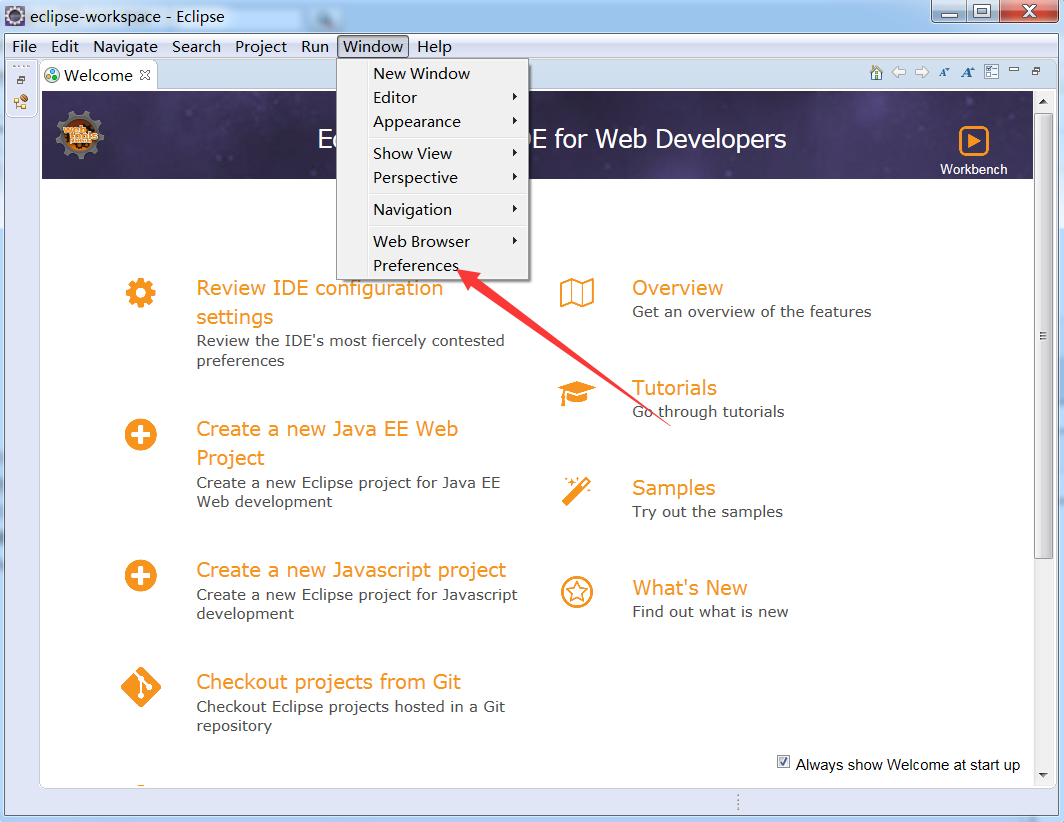 eclipse-workspace - Eclipse
File Edit Navigate Search Project Run Window Help
Welcome
New Window
Editor
Appearance
Show View
Perspective
Navigation
Web Browser
Preferences
web
tools
DE for Web Developers
Workbench
Review IDE configuration
settings
Review the IDE's most fiercely contested
preferences
Create a new Java EE Web
Project
Create a new Eclipse project for Java EE
Web development
Create a new Javascript project
Create a new Eclipse project for Javascript
development
Checkout projects from Git
Checkout Eclipse projects hosted in a Git
repository
Overview
Get an overview of the features
Tutorials
Go through tutorials
Samples
Try out the samples
What's New
Find out what is new
Always show Welcome at start up